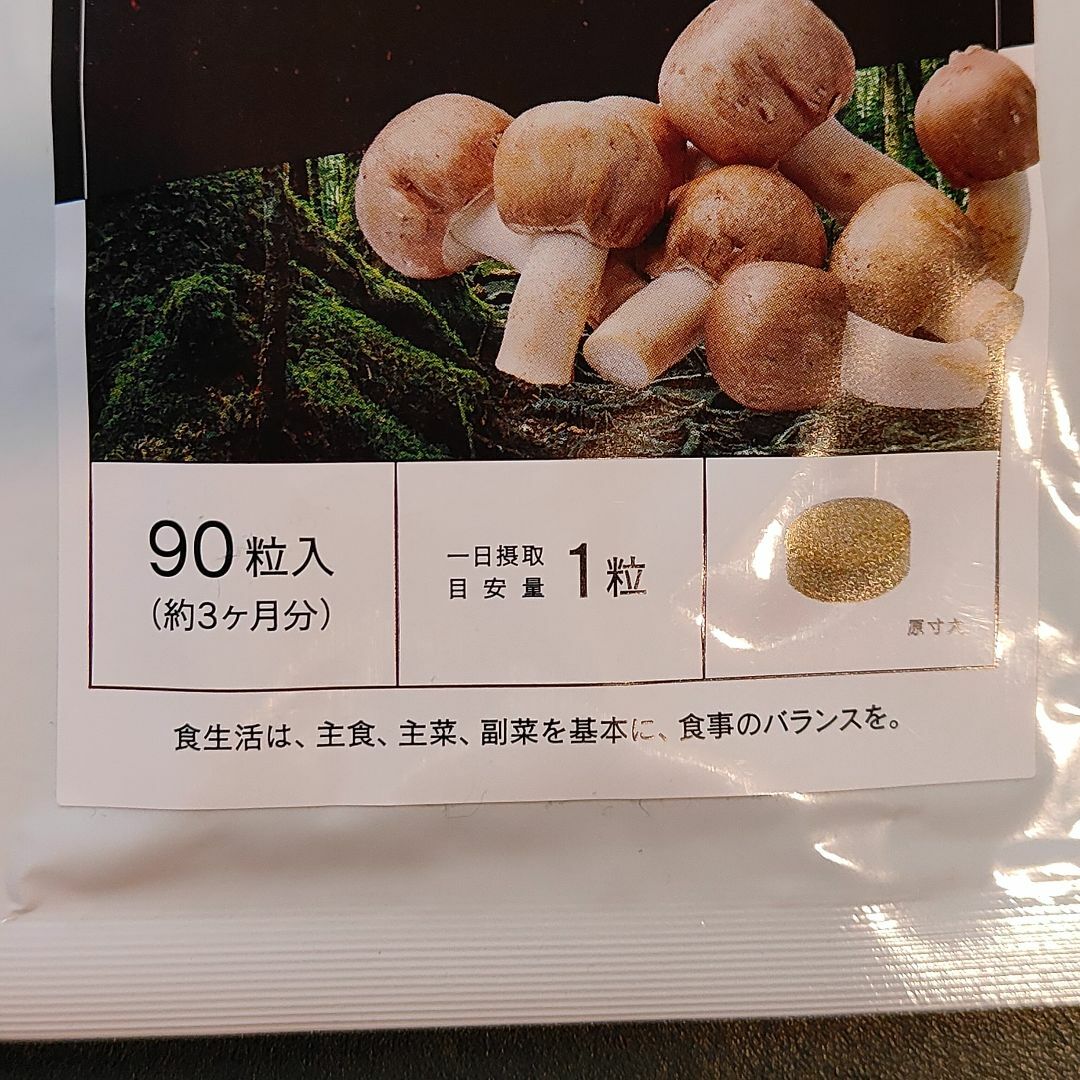 90粒入
(約3ヶ月分)
一日摂取
目安量
1粒
原寸大
食生活は、主食、主菜、副菜を基本に、食事のバランスを。